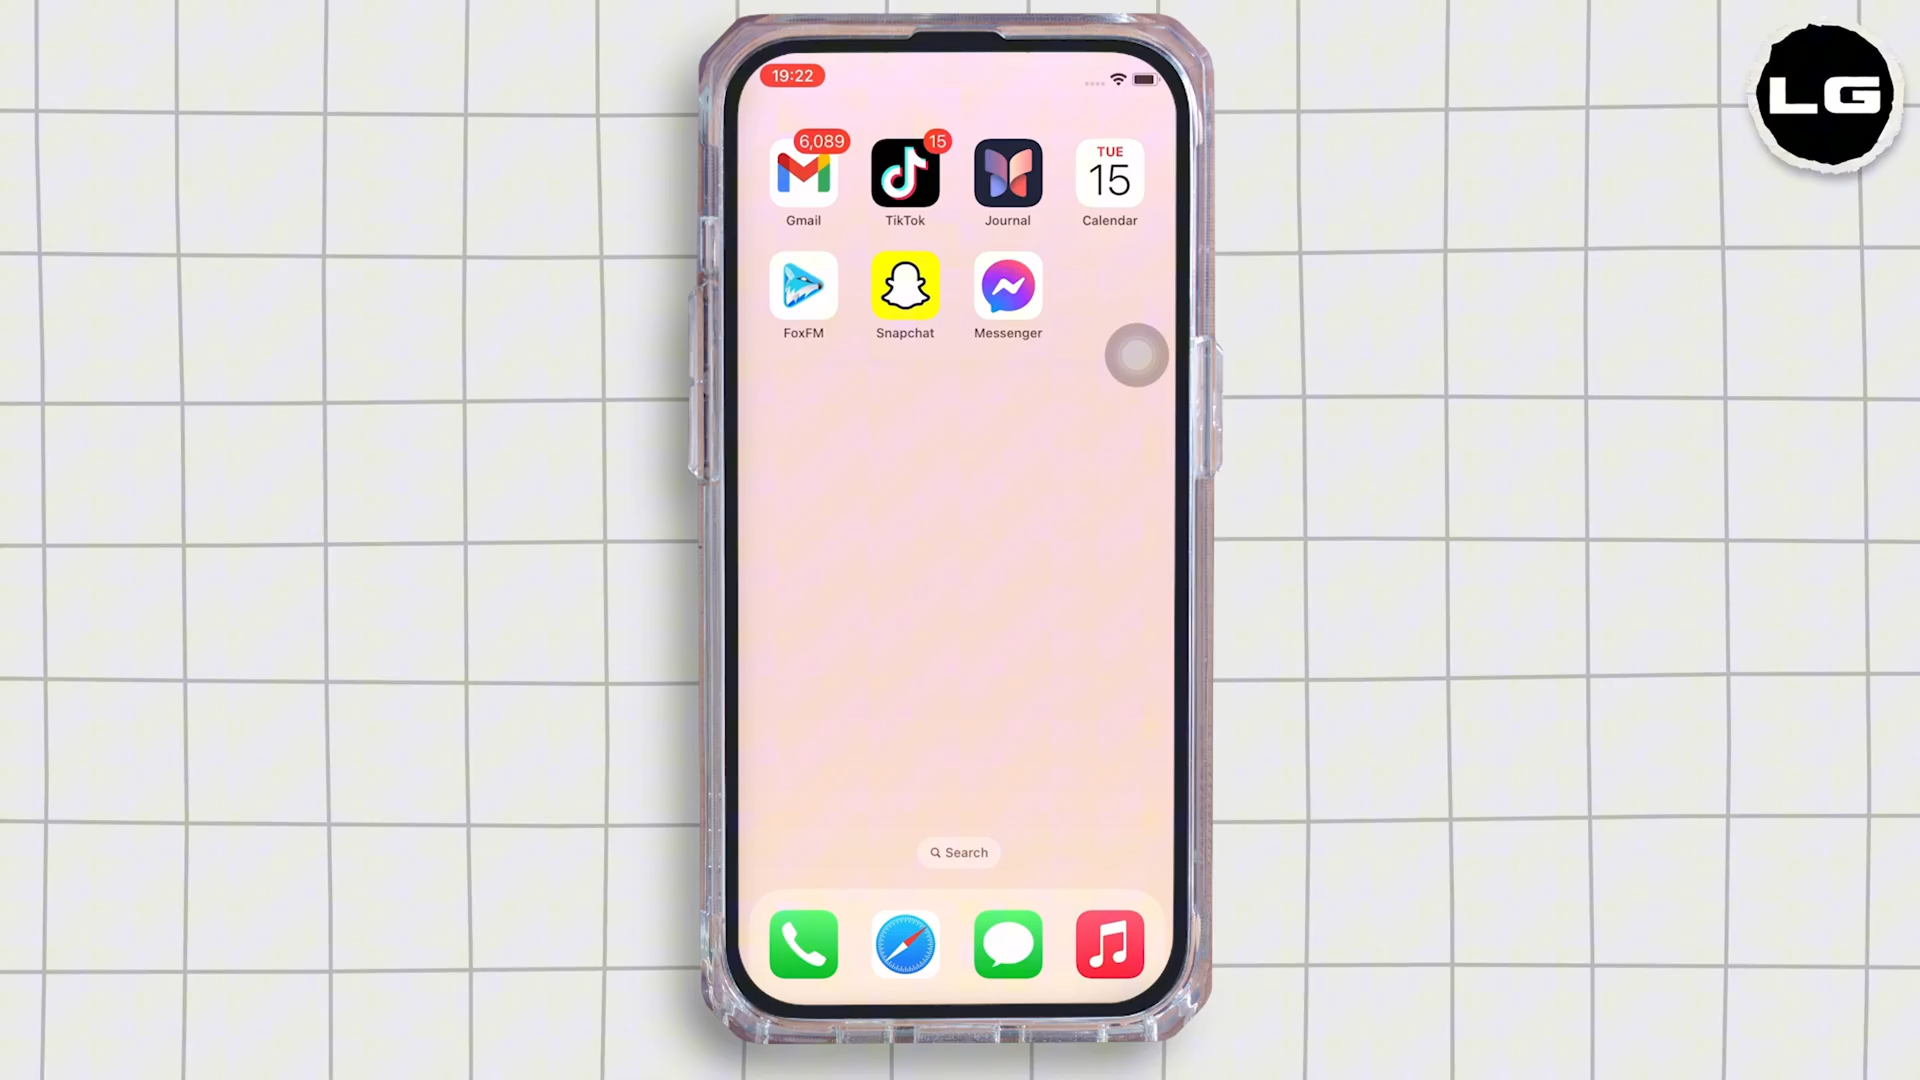 LG
19:22
6,089
15
TUE
15
Gmail
TikTok
Journal
Calendar
FoxFM
Snapchat
Messenger
Search